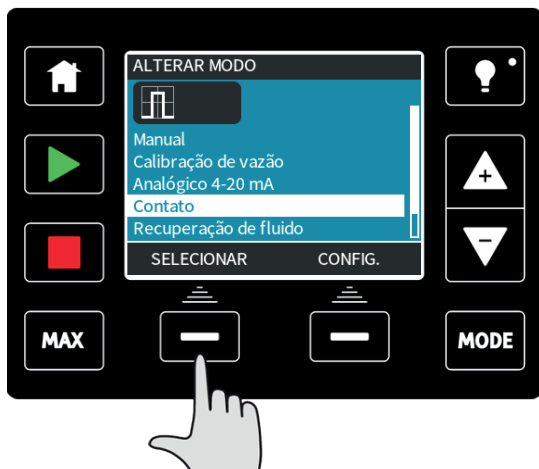 ALTERAR MODO
Manual
Calibração de vazão
Analógico 4-20 mA
Contato
Recuperação de fluido
SELECIONAR CONFIG.
MAX
MODE